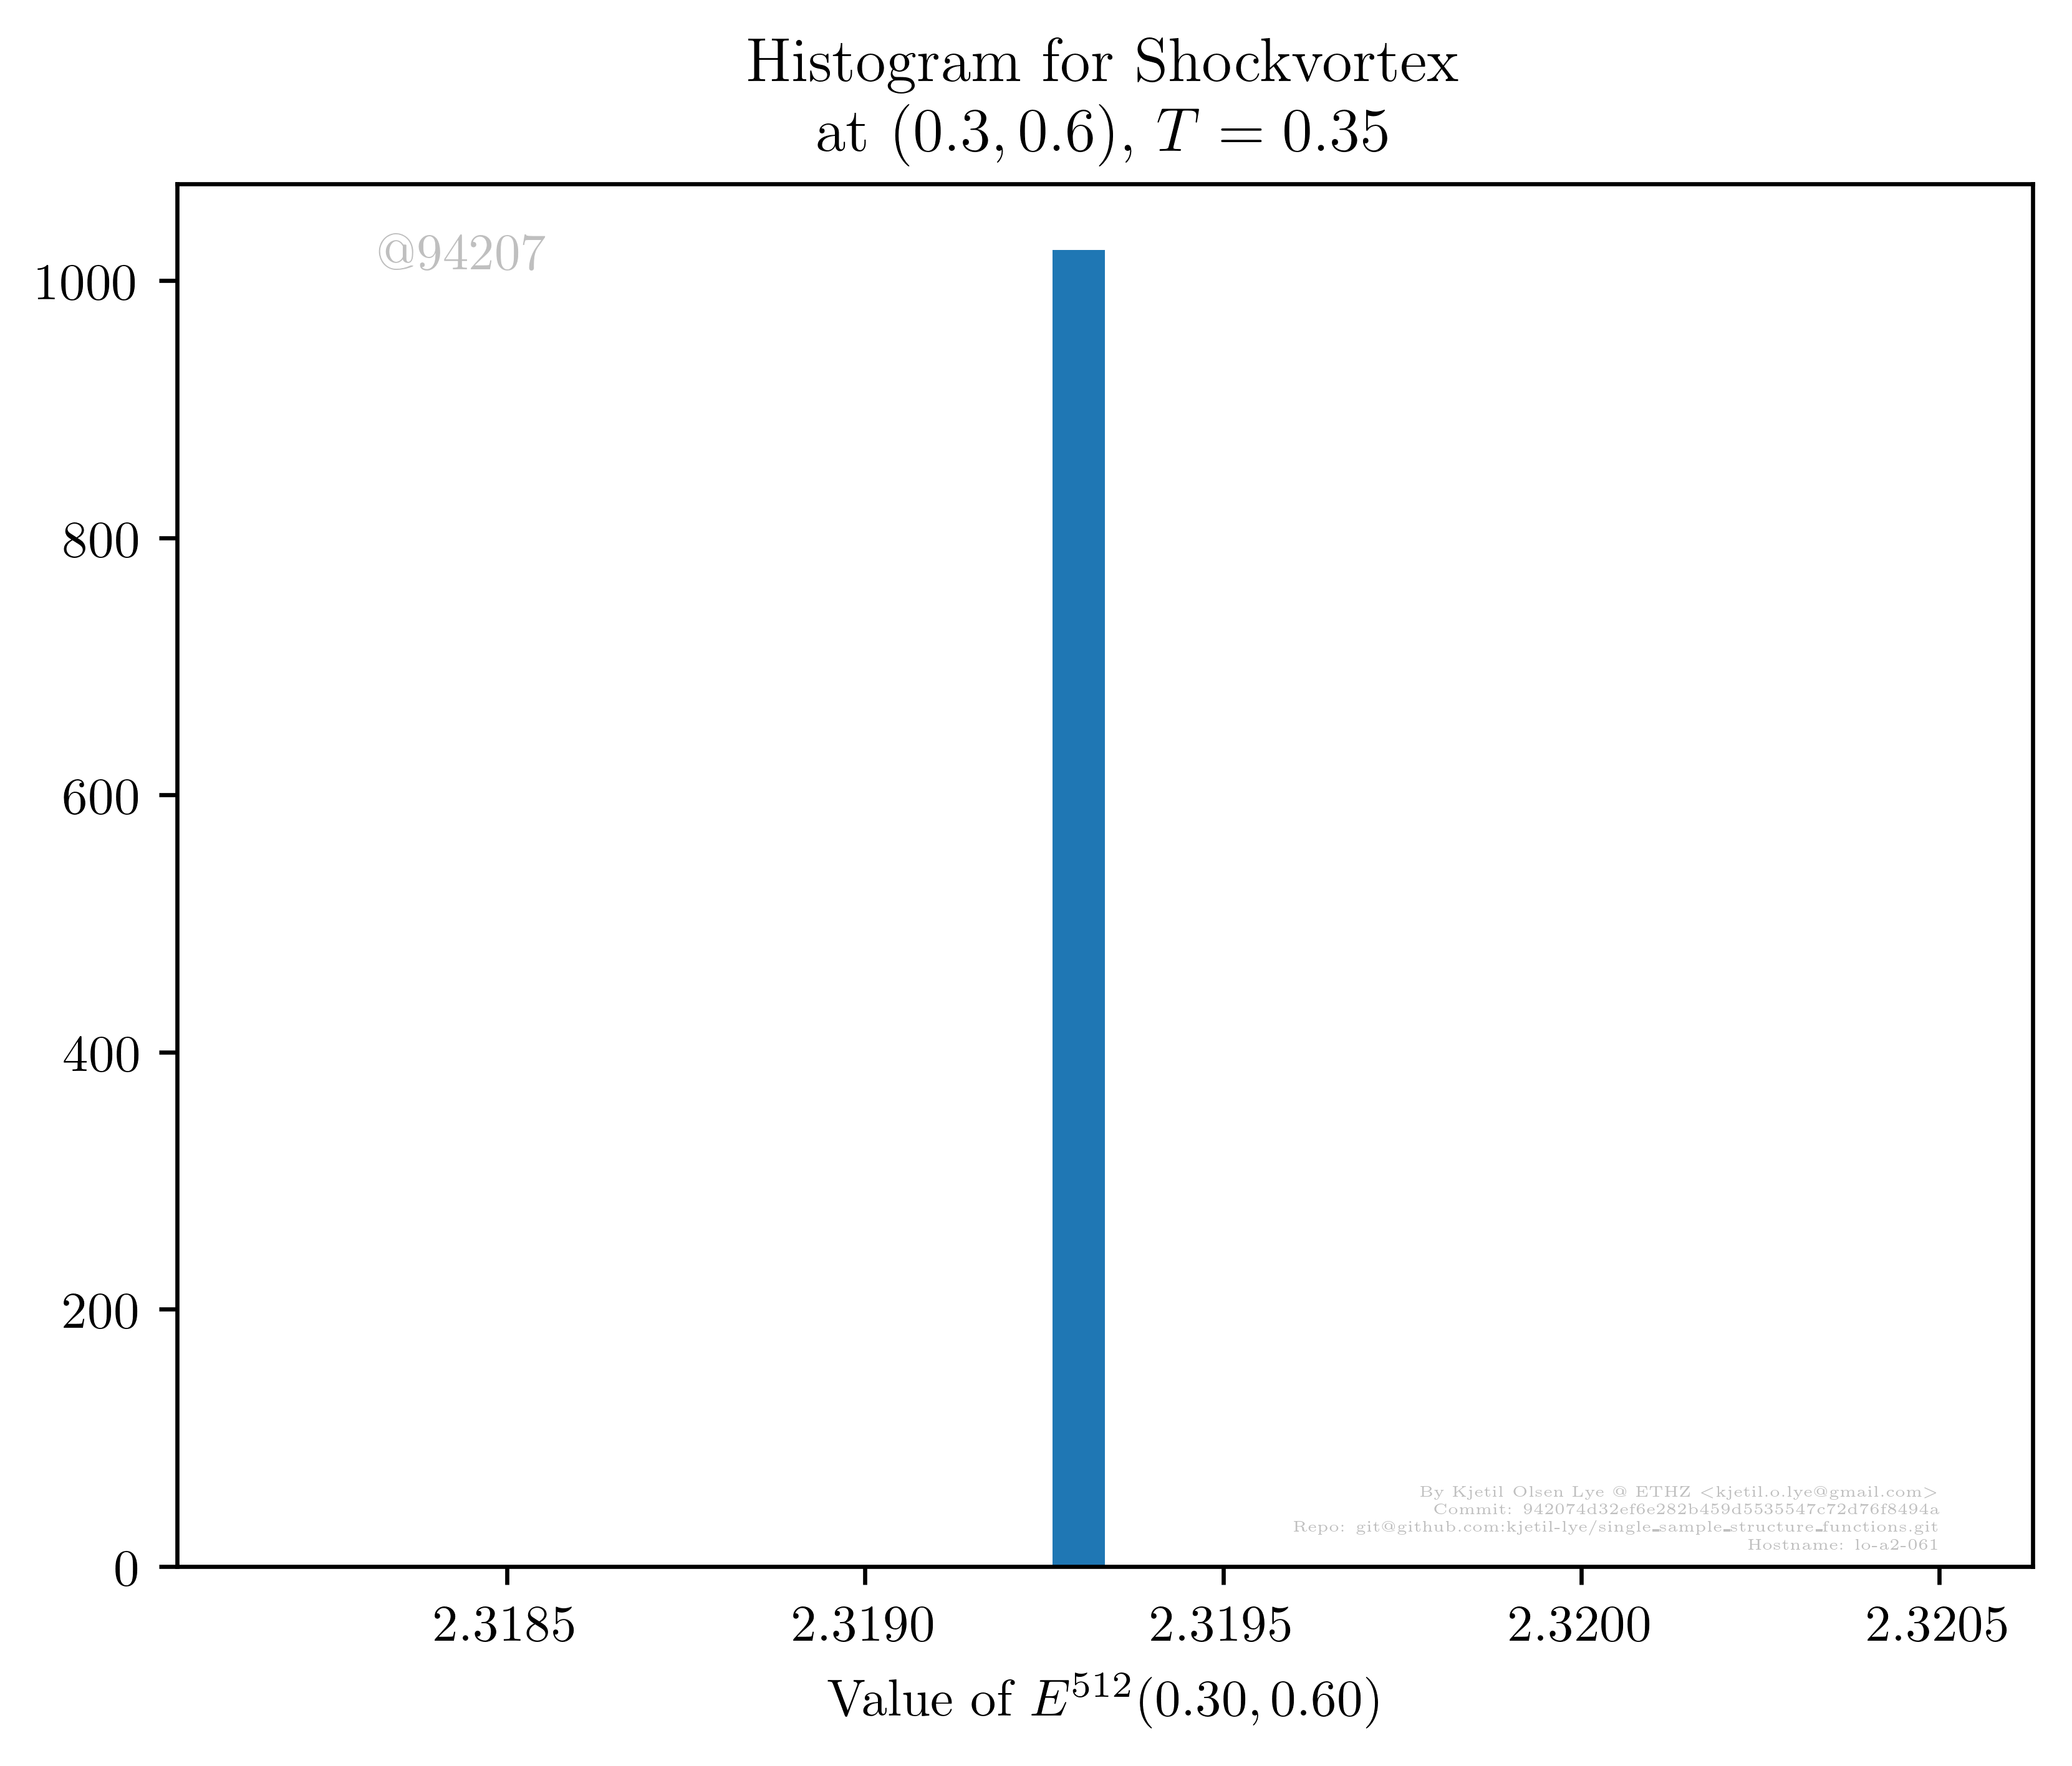 Histogram for Shockvortex
at (0.3, 0.6), T = 0.35
@94207
1000
800
600
400
200
0
By Kjetil Olsen Lye @ ETHZ <kjetil.o.lye@gmail.com>
Commit: 942074d32ef6e282b459d5535547c72d76f8494a
Repo: git@github.com:kjetil-lye/single_sample_structure_functions.git
Hostname: lo-a2-061
2.3185 2.3190 2.3195 2.3200 2.3205
Value of E^512(0.30, 0.60)